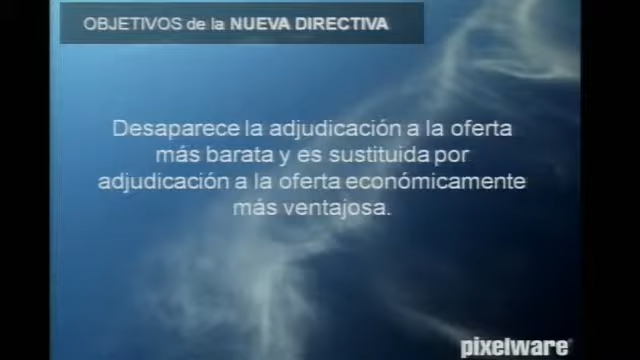 OBJETIVOS de la NUEVA DIRECTIVA
Desaparece la adjudicación a la oferta
más barata y es sustituida por
adjudicación a la oferta económicamente
más ventajosa.
pixelware